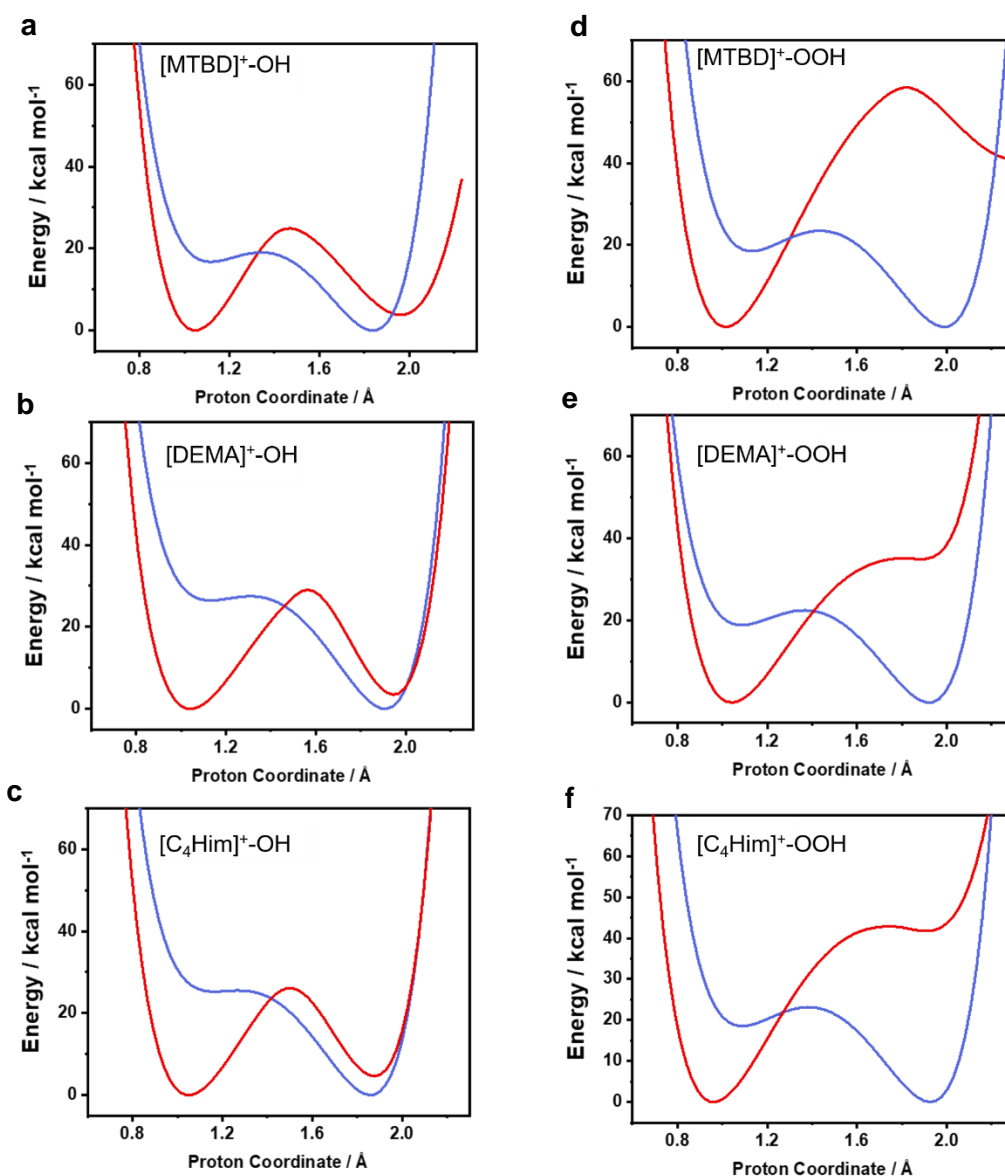 a
[MTBD]⁺-OH
Energy / kcal mol⁻¹
60
40
20
0
0.8 1.2 1.6 2.0
Proton Coordinate / Å
d
[MTBD]⁺-OOH
Energy / kcal mol⁻¹
60
40
20
0
0.8 1.2 1.6 2.0
Proton Coordinate / Å
b
[DEMA]⁺-OH
Energy / kcal mol⁻¹
60
40
20
0
0.8 1.2 1.6 2.0
Proton Coordinate / Å
e
[DEMA]⁺-OOH
Energy / kcal mol⁻¹
60
40
20
0
0.8 1.2 1.6 2.0
Proton Coordinate / Å
c
[C₄Him]⁺-OH
Energy / kcal mol⁻¹
60
40
20
0
0.8 1.2 1.6 2.0
Proton Coordinate / Å
f
[C₄Him]⁺-OOH
Energy / kcal mol⁻¹
70
60
50
40
30
20
10
0
0.8 1.2 1.6 2.0
Proton Coordinate / Å